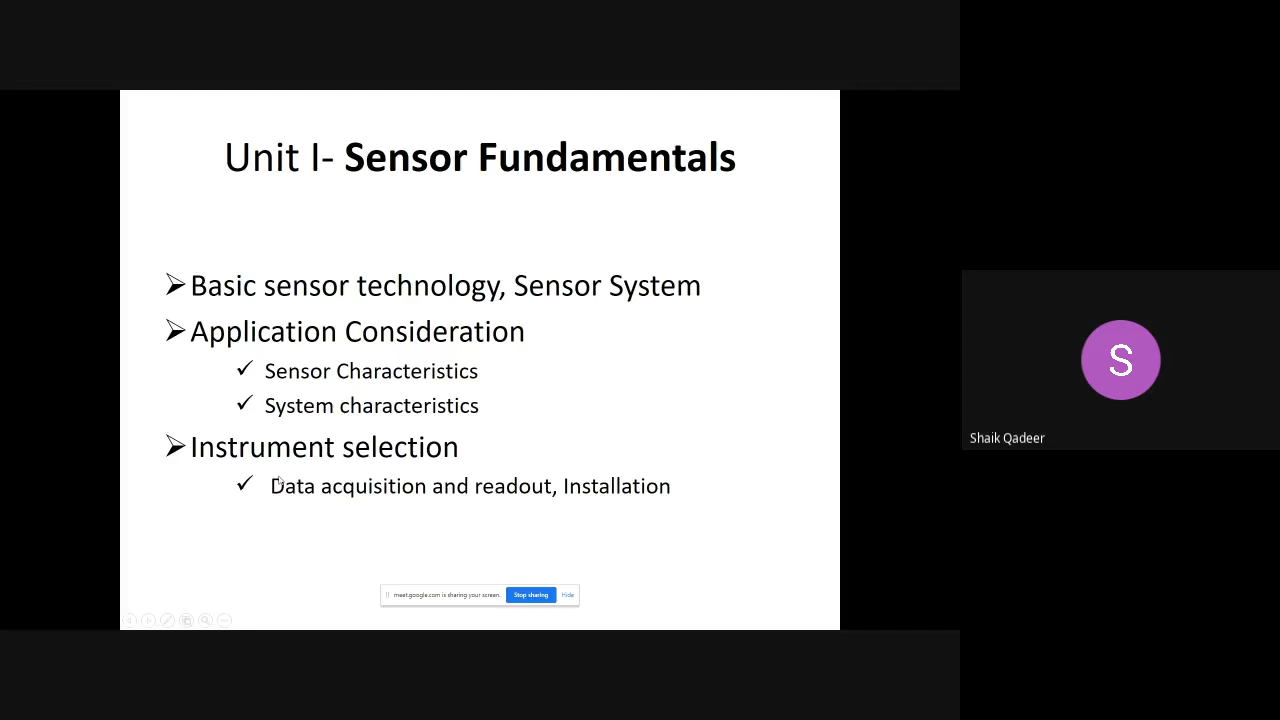 Unit I- Sensor Fundamentals
Basic sensor technology, Sensor System
Application Consideration
Sensor Characteristics
System characteristics
Instrument selection
Data acquisition and readout, Installation
meet.google.com is sharing your screen. Stop sharing Hide
S
Shaik Qadeer